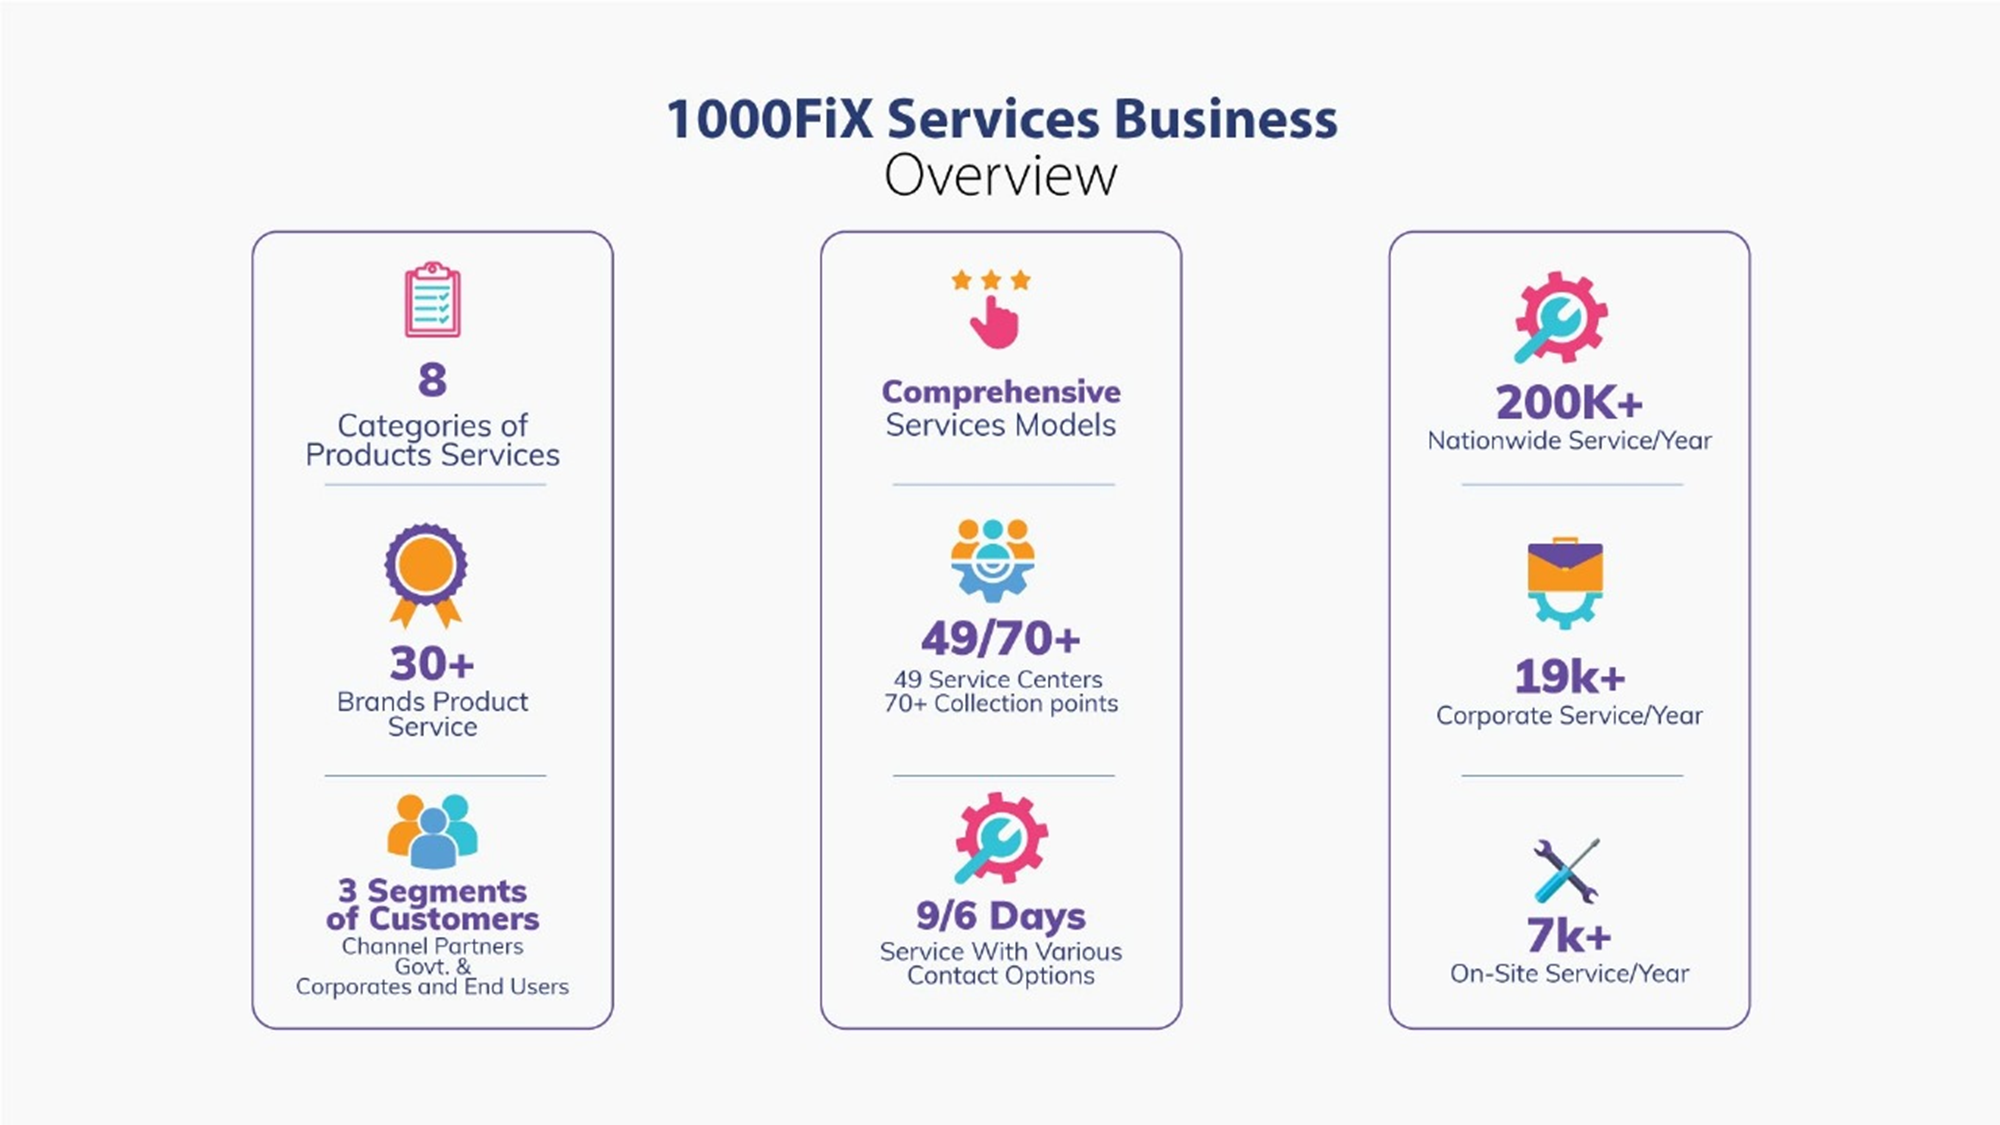 1000FiX Services Business
Overview
8
Categories of
Products Services
30+
Brands Product
Service
3 Segments
of Customers
Channel Partners
Govt. &
Corporates and End Users
Comprehensive
Services Models
49/70+
49 Service Centers
70+ Collection points
9/6 Days
Service With Various
Contact Options
200K+
Nationwide Service/Year
19k+
Corporate Service/Year
7k+
On-Site Service/Year